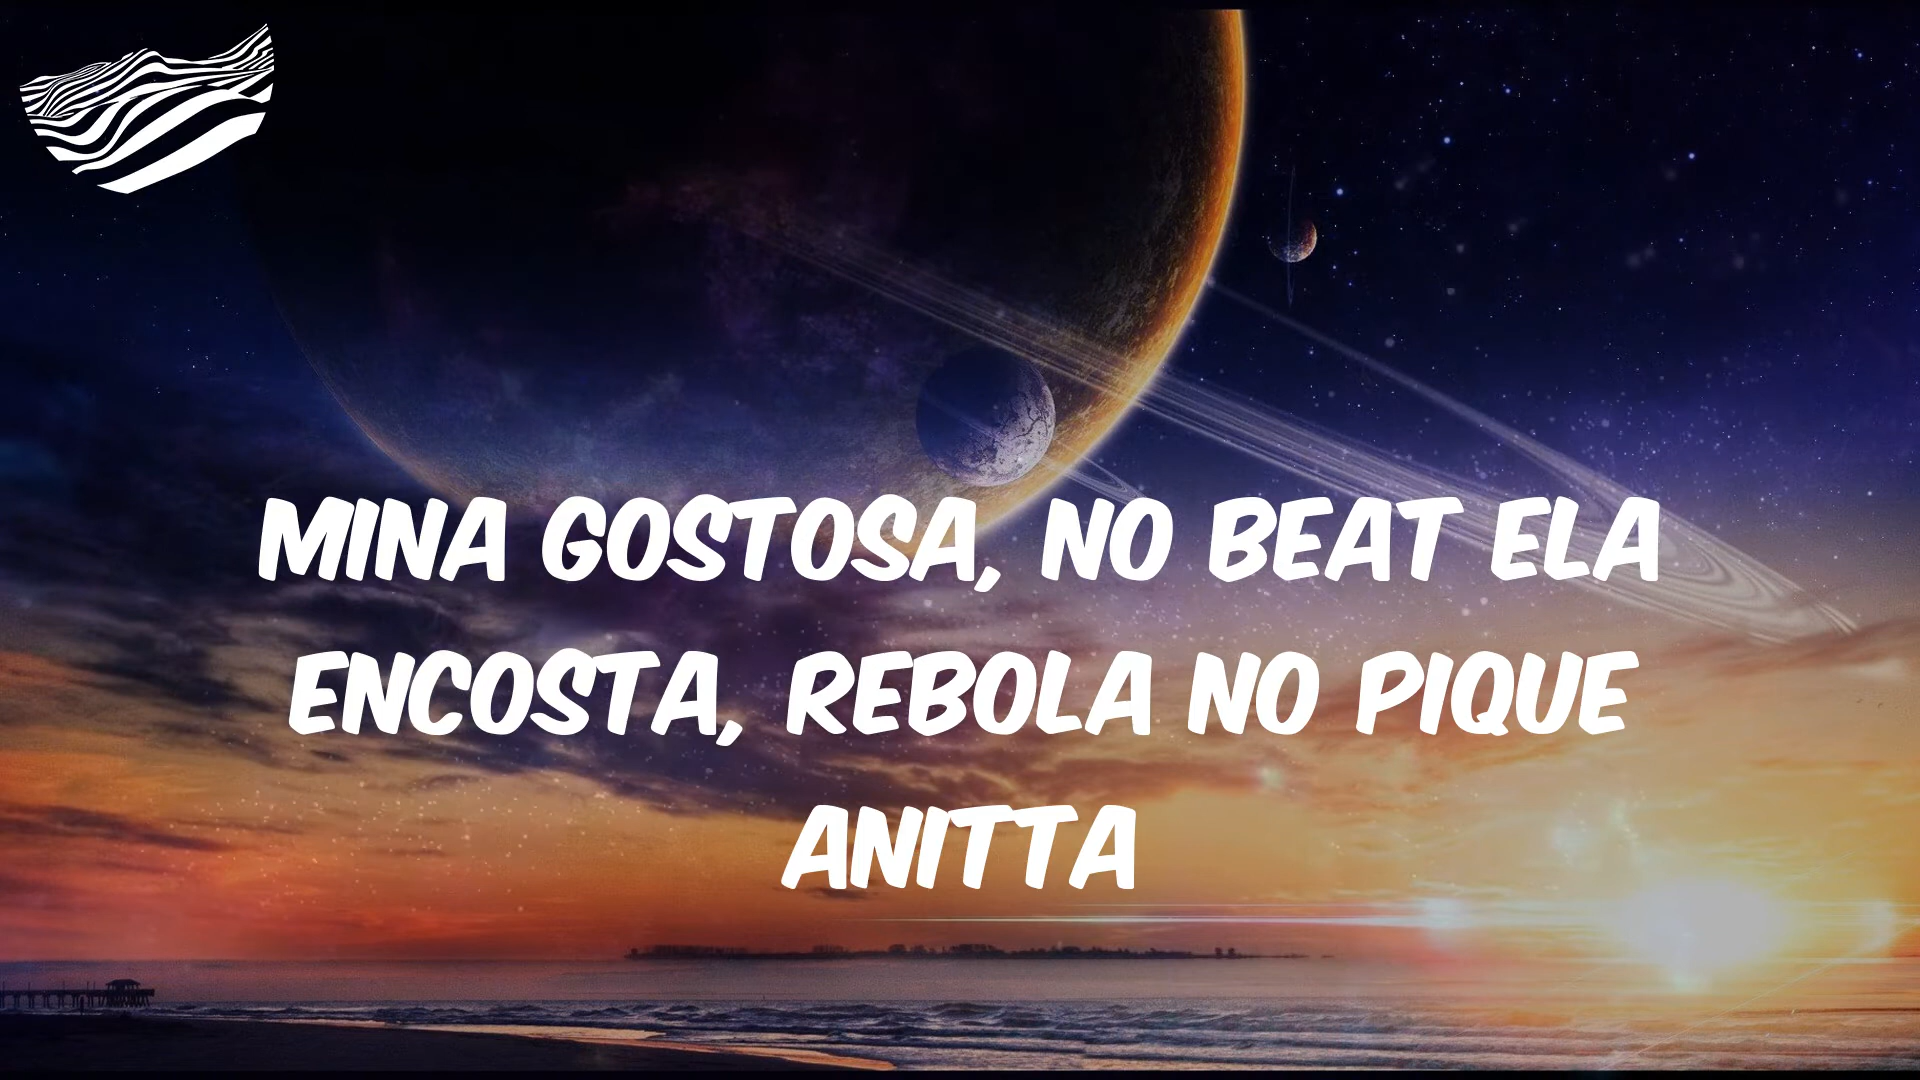 MINA GOSTOSA, NO BEAT ELA
ENCOSTA, REBOLA NO PIQUE
ANITTA